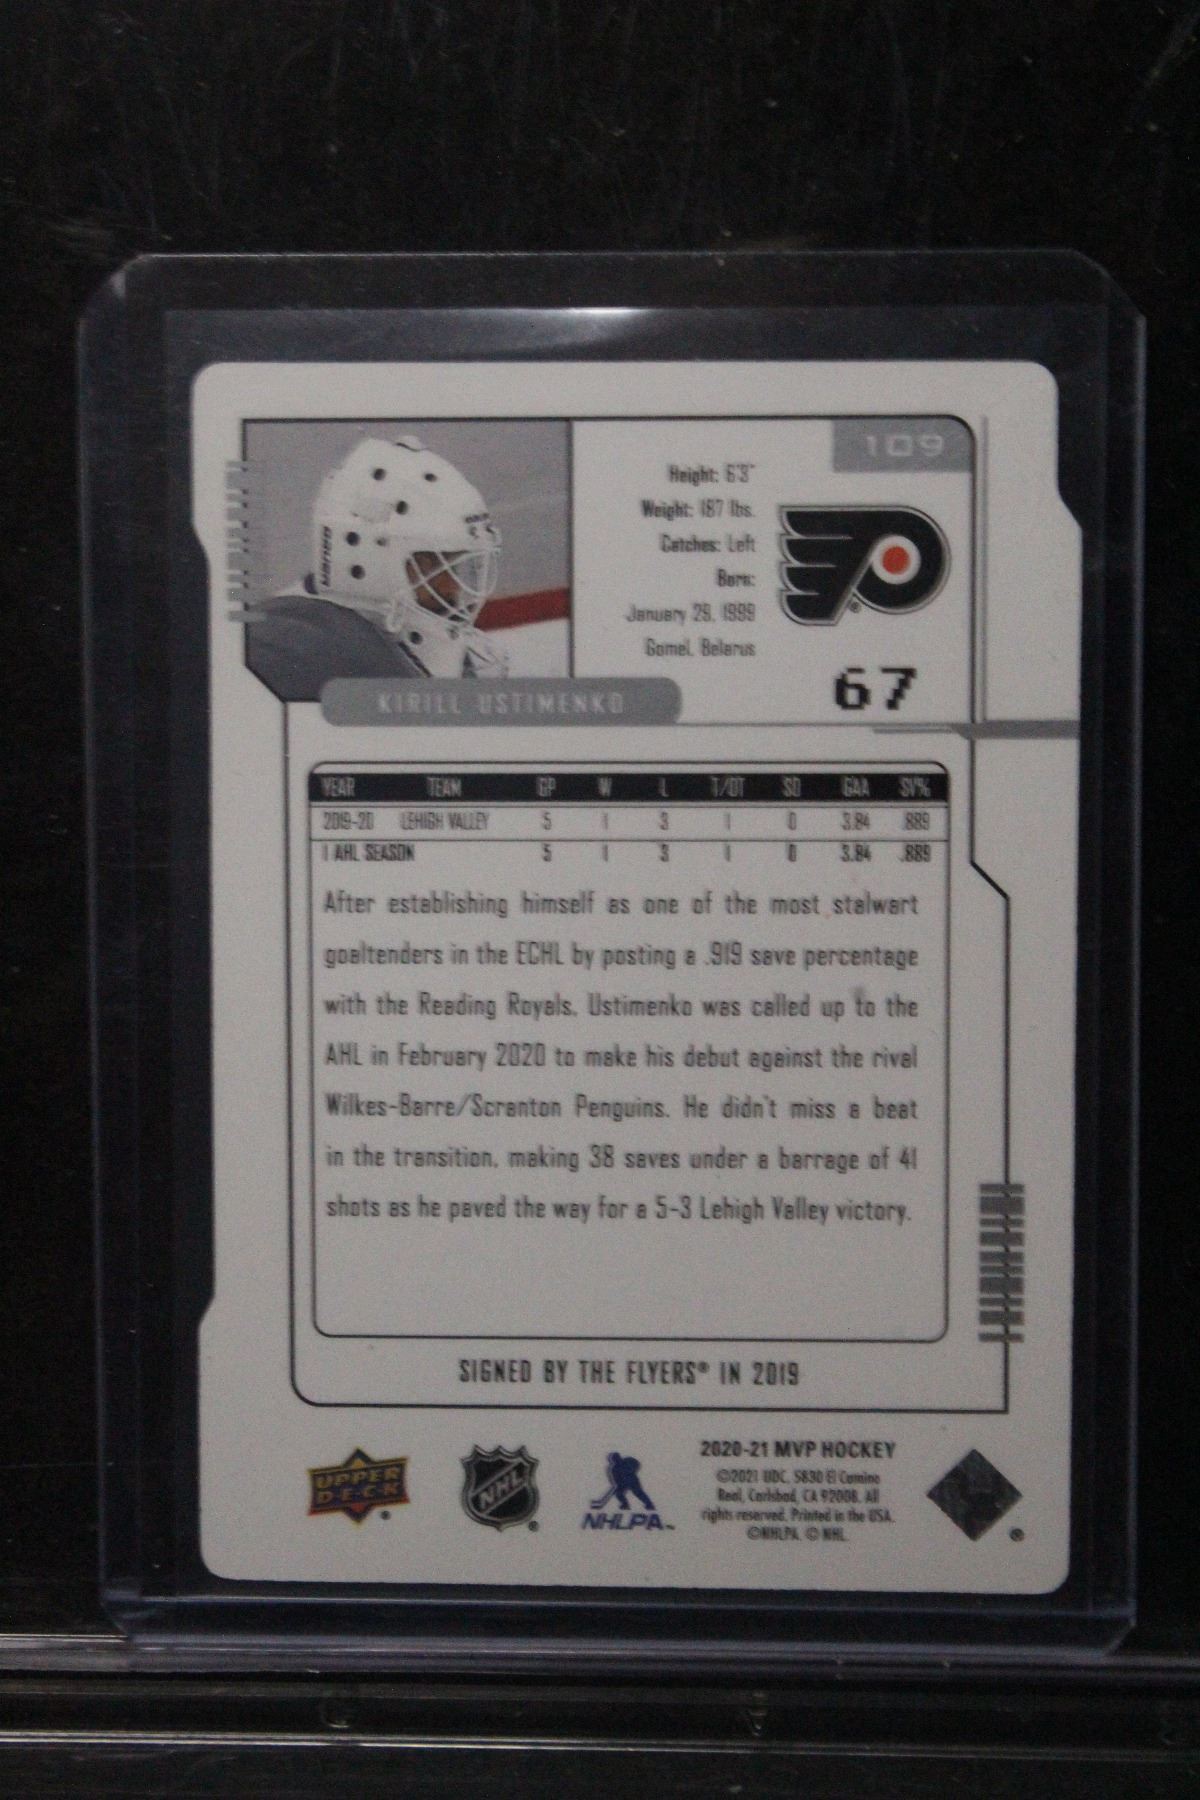 109
Height: 6'3"
Weight: 187 lbs.
Catches: Left
Born:
January 29, 1999
Gomel, Belarus
67
KIRILL USTIMENKO
YEAR TEAM GP W L T/OT SO GAA SV%
2019-20 LEHIGH VALLEY 5 1 3 1 0 3.84 .889
1 AHL SEASON 5 1 3 1 0 3.84 .889
After establishing himself as one of the most stalwart
goaltenders in the ECHL by posting a .919 save percentage
with the Reading Royals, Ustimenko was called up to the
AHL in February 2020 to make his debut against the rival
Wilkes-Barre/Scranton Penguins. He didn't miss a beat
in the transition, making 38 saves under a barrage of 41
shots as he paved the way for a 5-3 Lehigh Valley victory.
SIGNED BY THE FLYERS® IN 2019
UPPER
D·E·C·K
®
NHL
®
NHLPA™
2020-21 MVP HOCKEY
©2021 UDC, 5830 El Camino
Real, Carlsbad, CA 92008. All
rights reserved. Printed in the USA.
©NHLPA. © NHL.
®